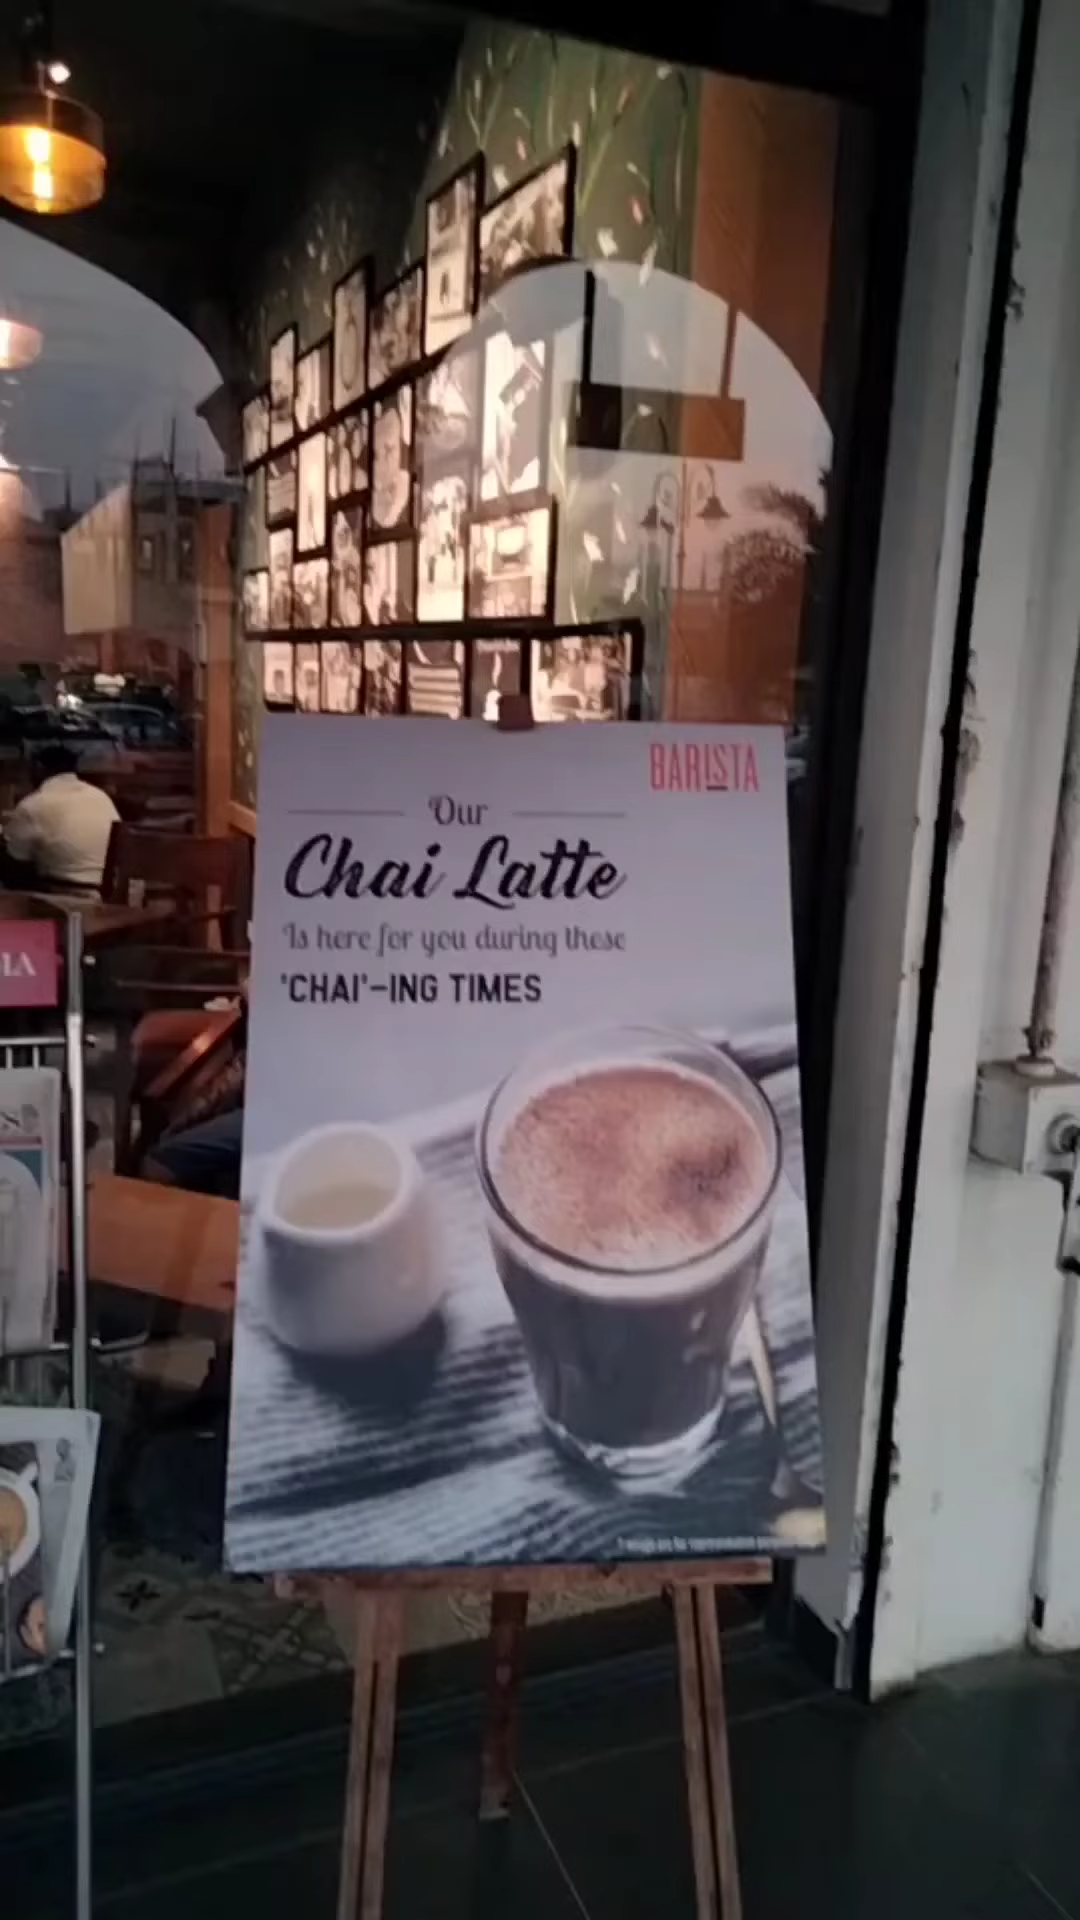 BARISTA
Our
Chai Latte
Is here for you during these
'CHAI'-ING TIMES